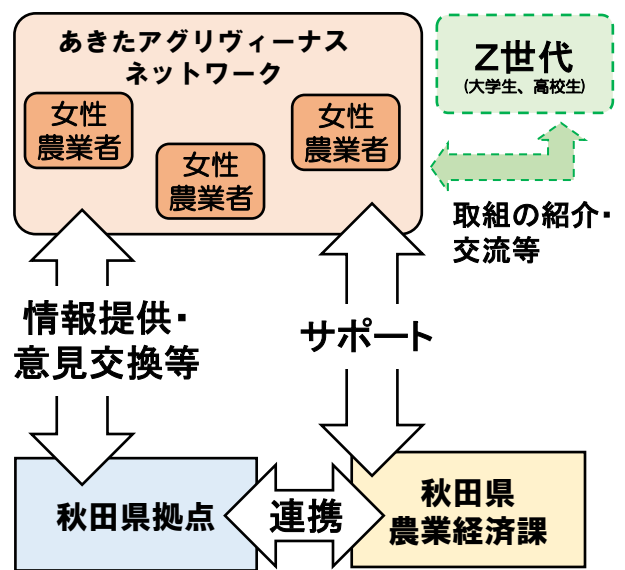 あきたアグリヴィーナス
ネットワーク
女性
農業者
女性
農業者
女性
農業者
Z世代
(大学生、高校生)
取組の紹介・
交流等
情報提供・
意見交換等
サポート
秋田県拠点
連携
秋田県
農業経済課